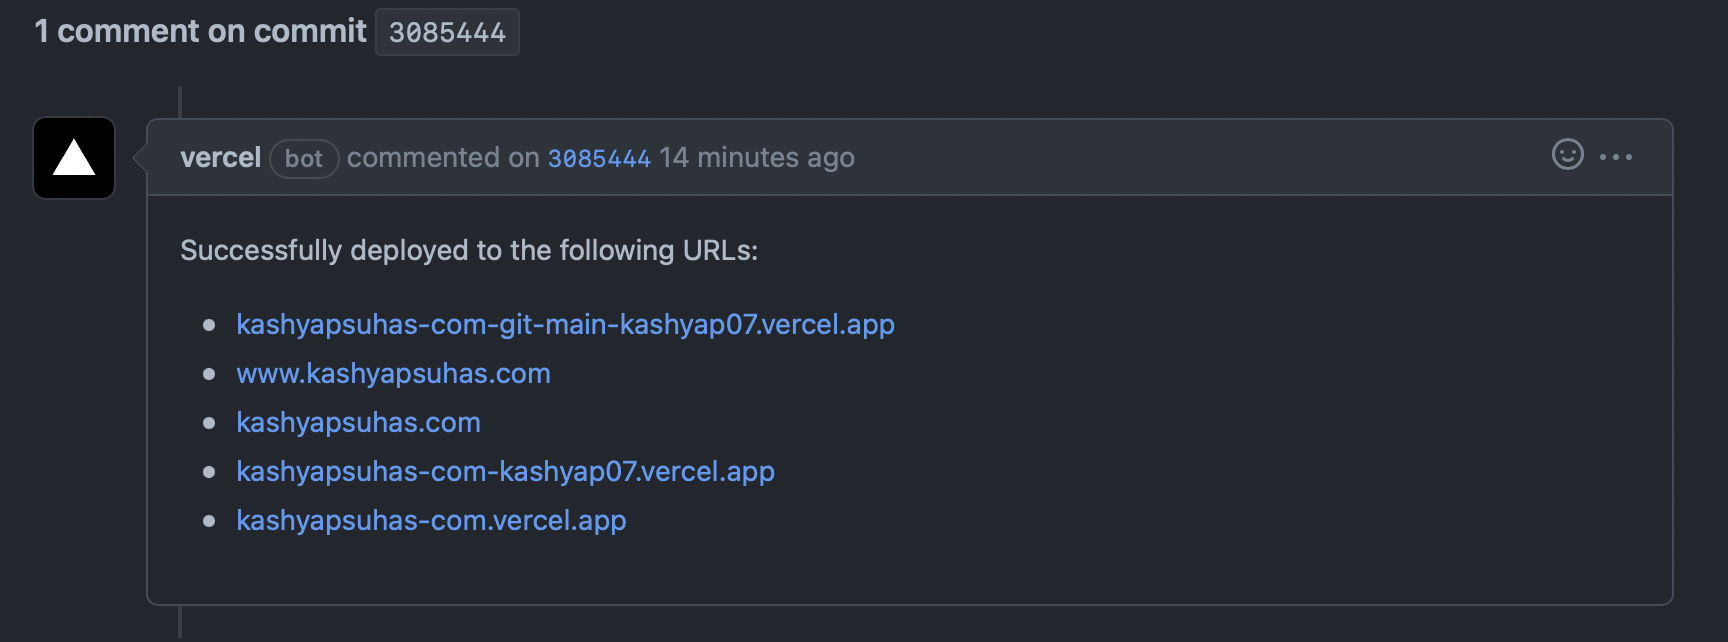 1 comment on commit 3085444
vercel bot commented on 3085444 14 minutes ago
Successfully deployed to the following URLs:
kashyapsuhas-com-git-main-kashyap07.vercel.app
www.kashyapsuhas.com
kashyapsuhas.com
kashyapsuhas-com-kashyap07.vercel.app
kashyapsuhas-com.vercel.app